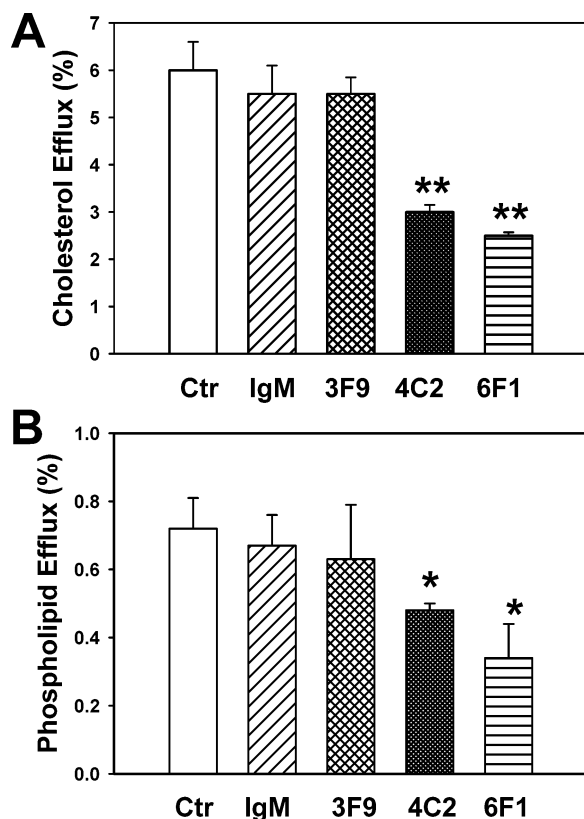 A
Cholesterol Efflux (%)
7
6
5
4
3
2
1
0
** **
Ctr IgM 3F9 4C2 6F1
B
Phospholipid Efflux (%)
1.0
0.8
0.6
0.4
0.2
0.0
* *
Ctr IgM 3F9 4C2 6F1